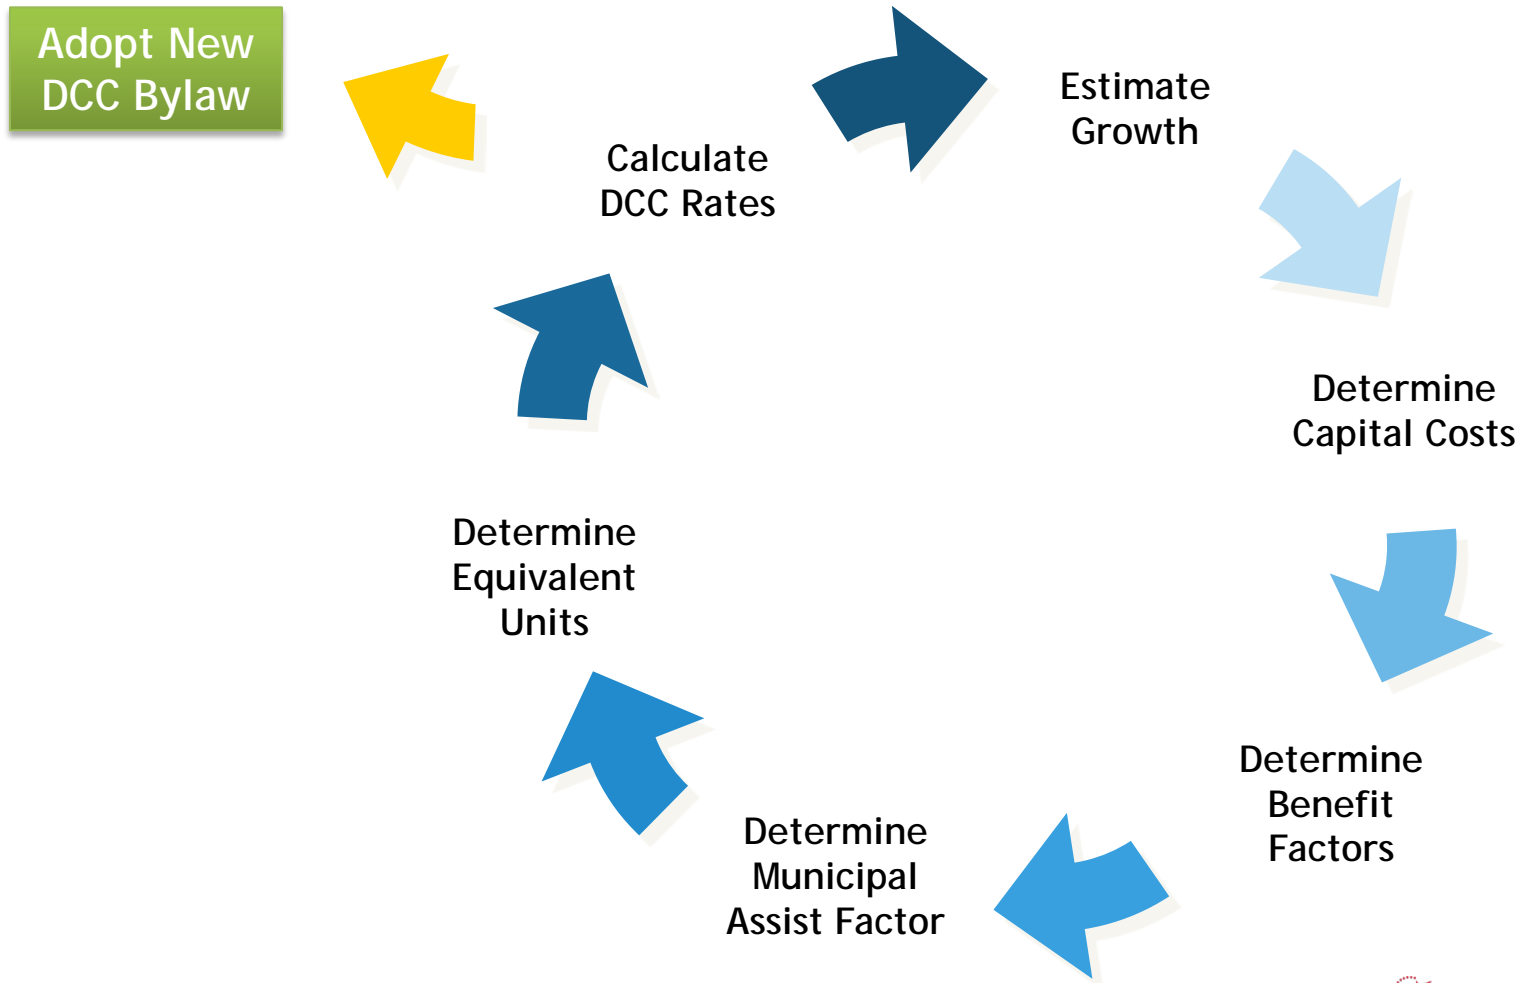 Adopt New
DCC Bylaw
Calculate
DCC Rates
Estimate
Growth
Determine
Capital Costs
Determine
Benefit
Factors
Determine
Municipal
Assist Factor
Determine
Equivalent
Units